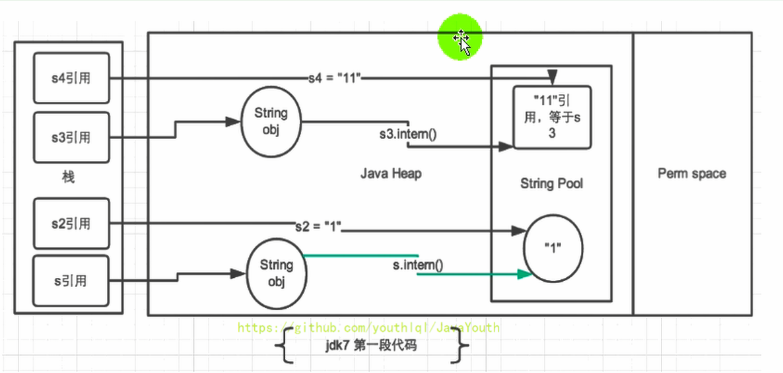 s4引用
s4 = "11"
"11"引
用，等于s
3
s3引用
String
obj
s3.intern()
栈
Java Heap
String Pool
Perm space
s2引用
s2 = "1"
"1"
s引用
String
obj
s.intern()
https://github.com/youthlql/JavaYouth
jdk7 第一段代码